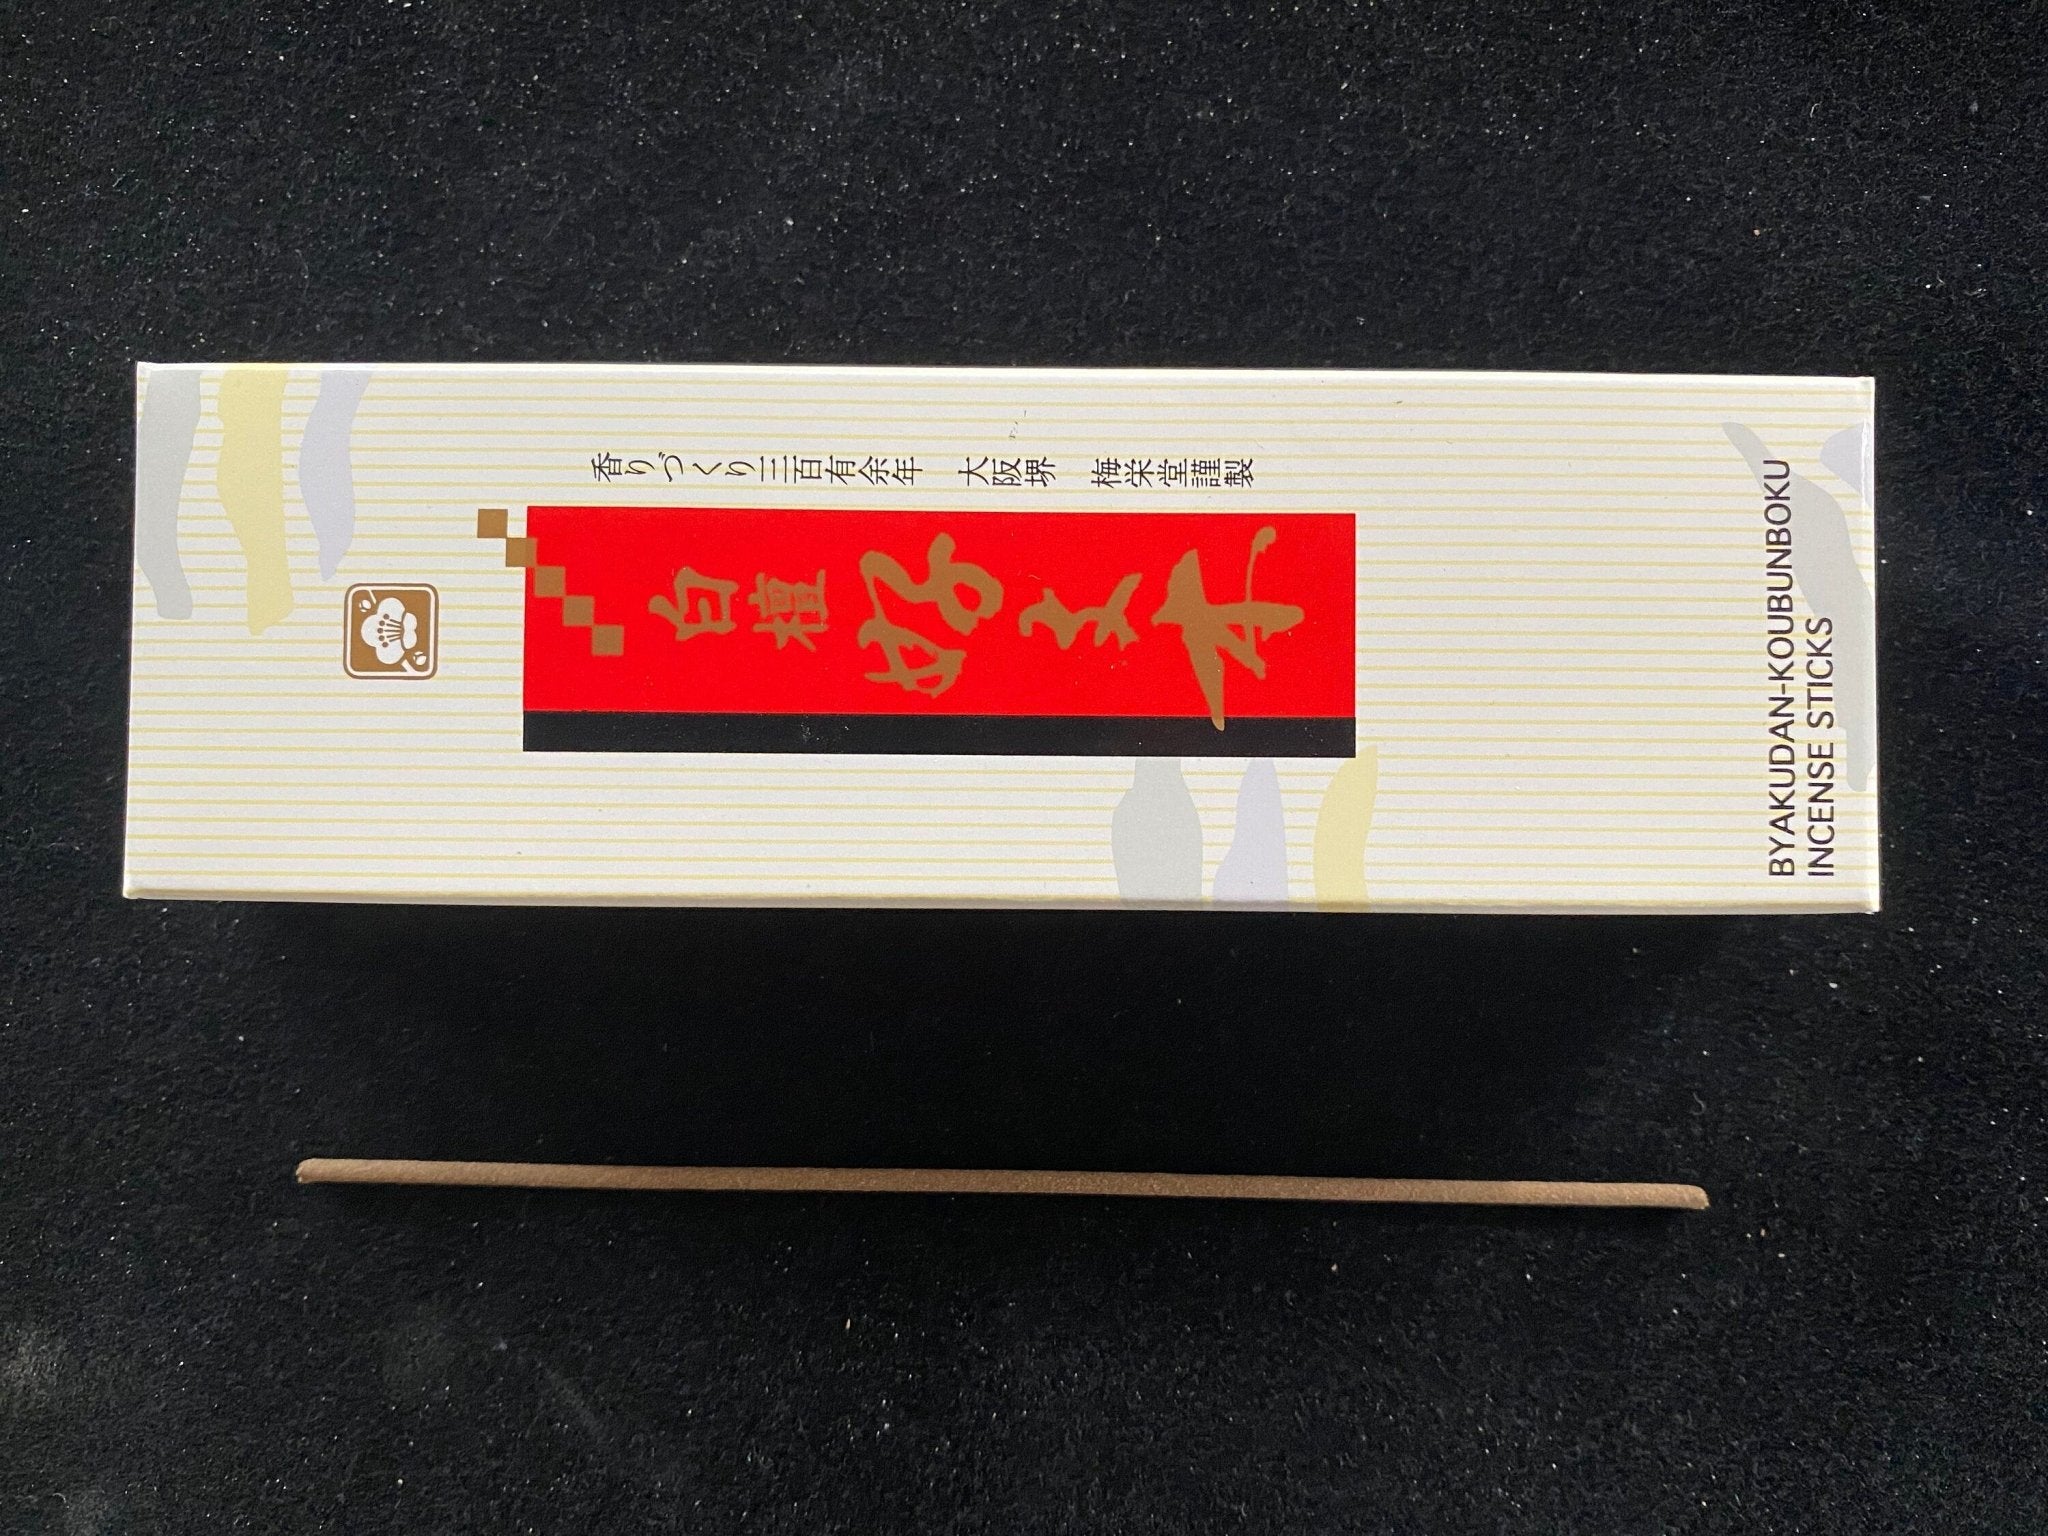 香りづくり三百有余年　大阪堺　梅栄堂謹製
白檀
好文木
BYAKUDAN-KOUBUNBOKU
INCENSE STICKS